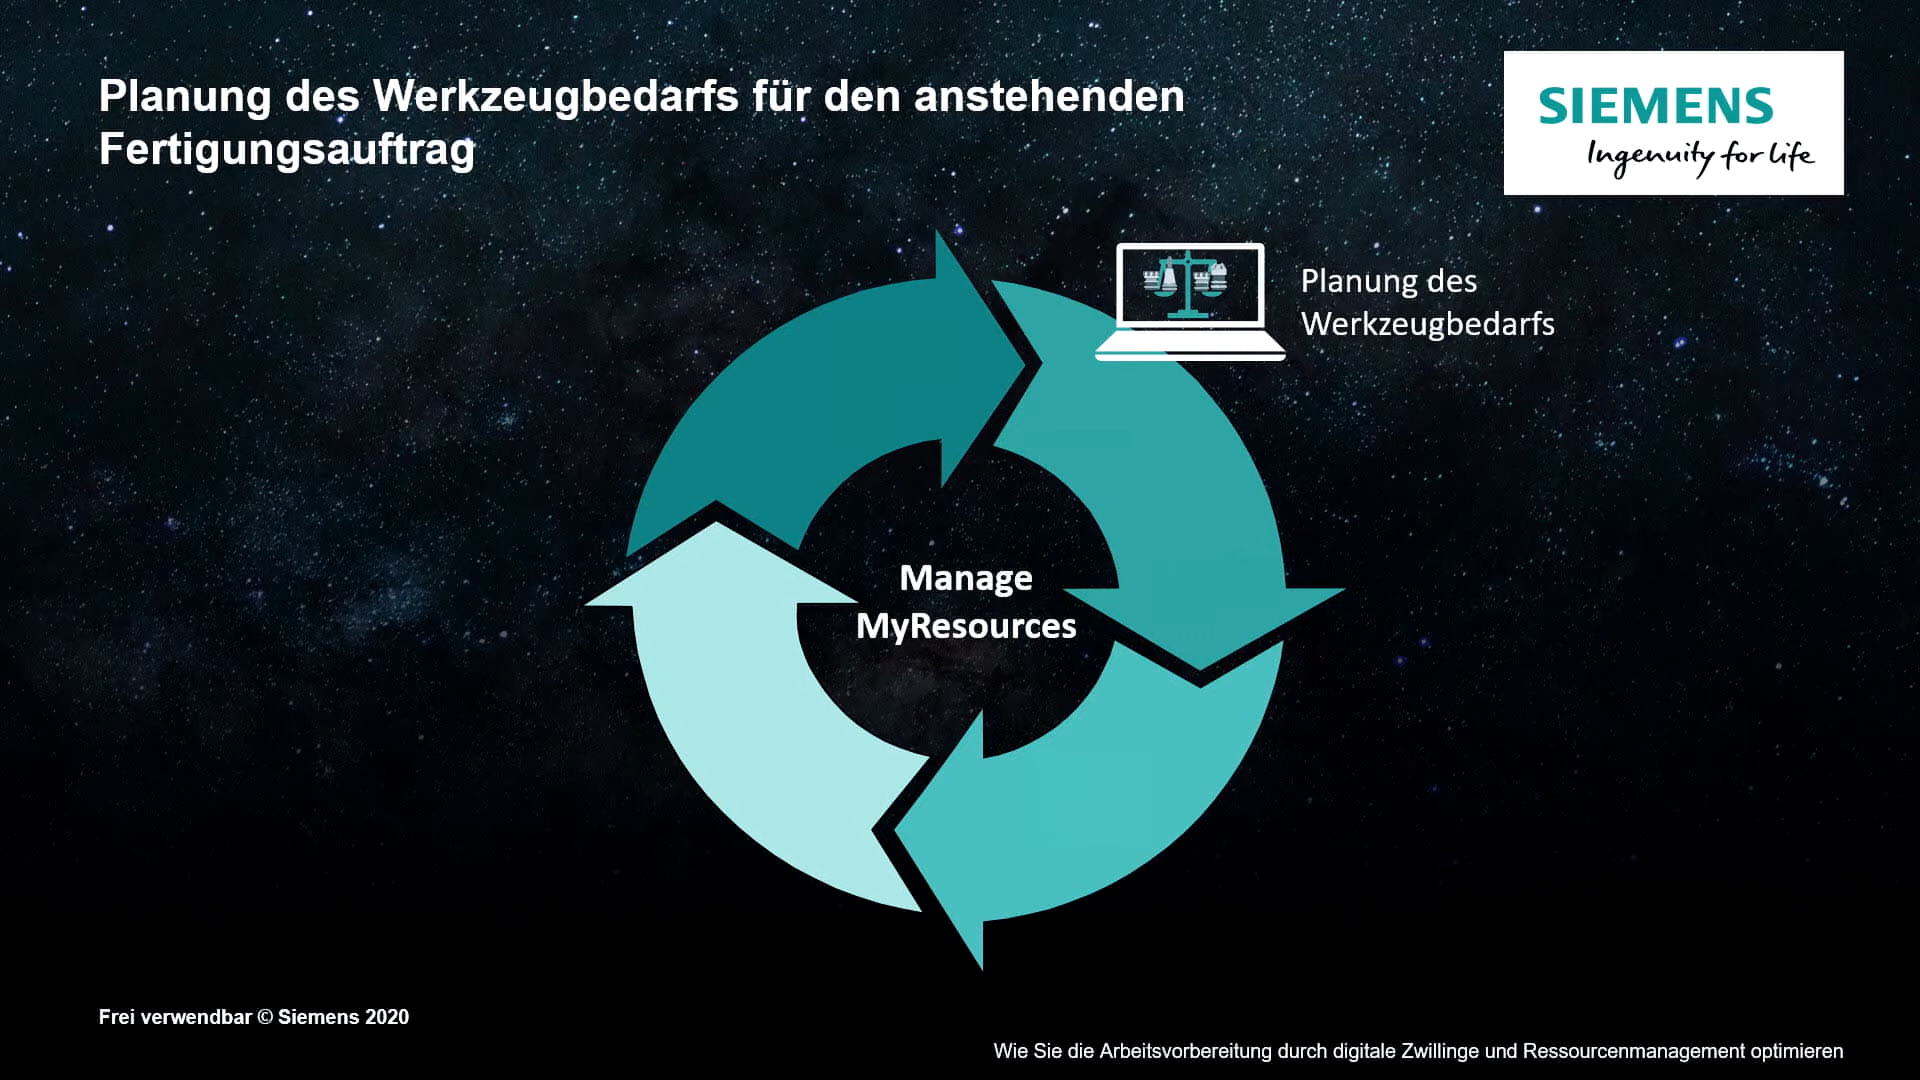 Planung des Werkzeugbedarfs für den anstehenden
Fertigungsauftrag
SIEMENS
Ingenuity for life
Planung des
Werkzeugbedarfs
Manage
MyResources
Frei verwendbar © Siemens 2020
Wie Sie die Arbeitsvorbereitung durch digitale Zwillinge und Ressourcenmanagement optimieren